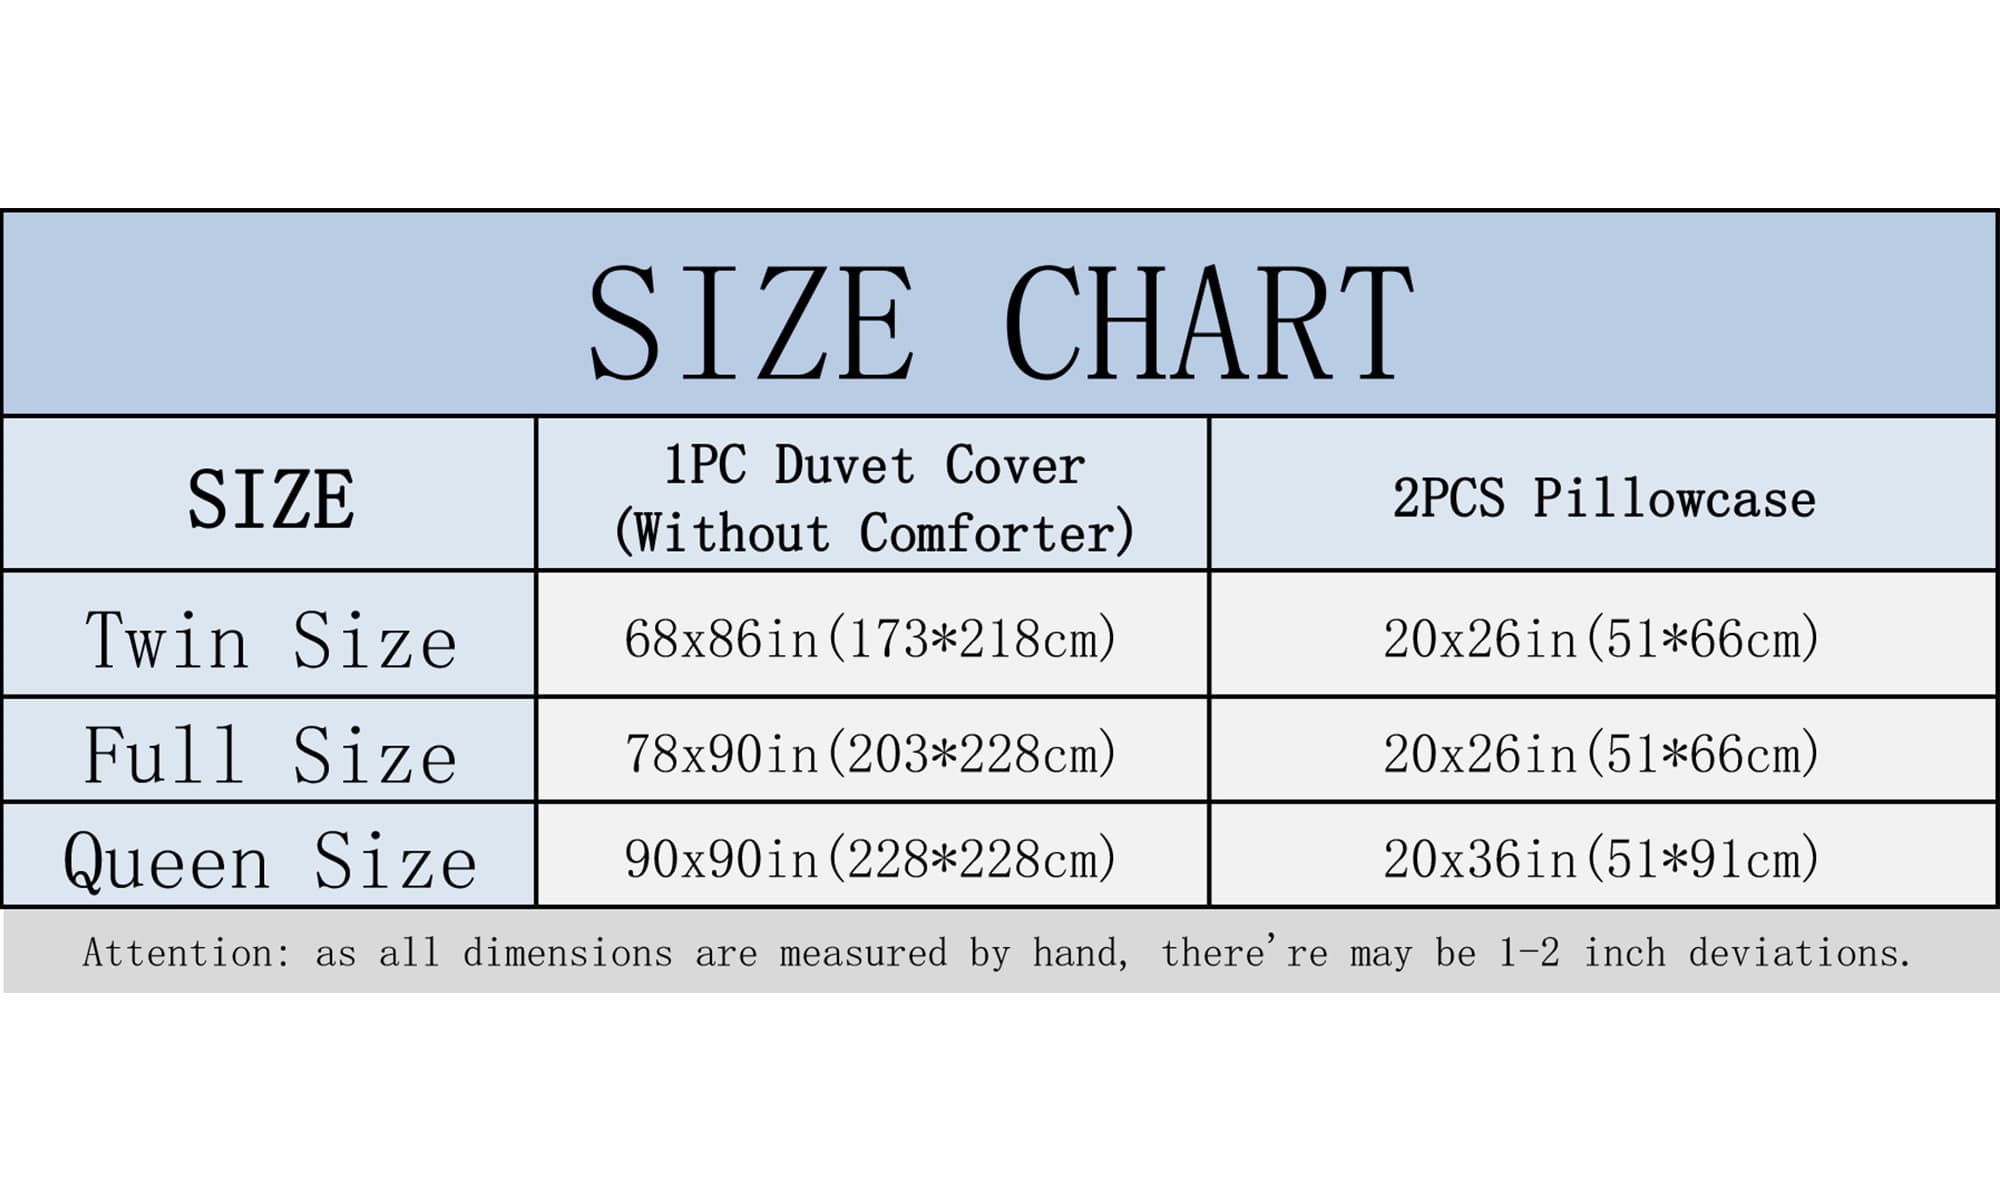 SIZE CHART
SIZE
1PC Duvet Cover
(Without Comforter)
2PCS Pillowcase
Twin Size
68x86in(173*218cm)
20x26in(51*66cm)
Full Size
78x90in(203*228cm)
20x26in(51*66cm)
Queen Size
90x90in(228*228cm)
20x36in(51*91cm)
Attention: as all dimensions are measured by hand, there're may be 1-2 inch deviations.